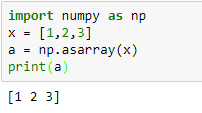 import numpy as np
x = [1,2,3]
a = np.asarray(x)
print(a)
[1 2 3]